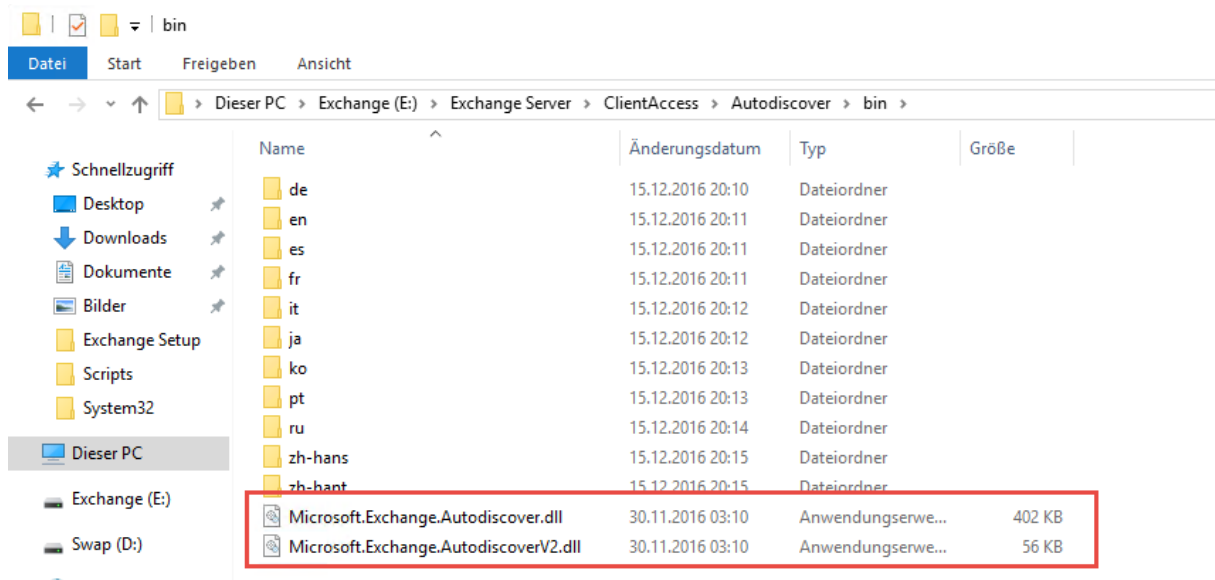 bin
Datei Start Freigeben Ansicht
Dieser PC > Exchange (E:) > Exchange Server > ClientAccess > Autodiscover > bin >
Name Änderungsdatum Typ Größe
Schnellzugriff
Desktop
Downloads
Dokumente
Bilder
Exchange Setup
Scripts
System32
Dieser PC
Exchange (E:)
Swap (D:)
de 15.12.2016 20:10 Dateiordner
en 15.12.2016 20:11 Dateiordner
es 15.12.2016 20:11 Dateiordner
fr 15.12.2016 20:11 Dateiordner
it 15.12.2016 20:12 Dateiordner
ja 15.12.2016 20:12 Dateiordner
ko 15.12.2016 20:13 Dateiordner
pt 15.12.2016 20:13 Dateiordner
ru 15.12.2016 20:14 Dateiordner
zh-hans 15.12.2016 20:15 Dateiordner
zh-hant 15.12.2016 20:15 Dateiordner
Microsoft.Exchange.Autodiscover.dll 30.11.2016 03:10 Anwendungserwe... 402 KB
Microsoft.Exchange.AutodiscoverV2.dll 30.11.2016 03:10 Anwendungserwe... 56 KB